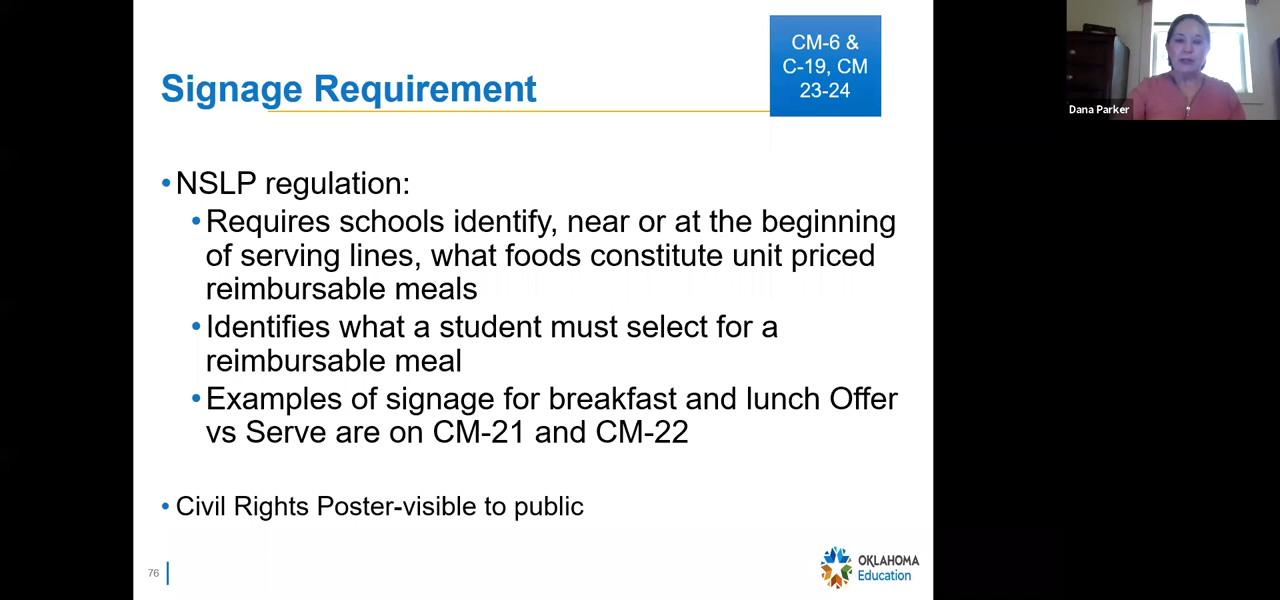 CM-6 &
C-19, CM
23-24
Signage Requirement
Dana Parker
•NSLP regulation:
•Requires schools identify, near or at the beginning
of serving lines, what foods constitute unit priced
reimbursable meals
•Identifies what a student must select for a
reimbursable meal
•Examples of signage for breakfast and lunch Offer
vs Serve are on CM-21 and CM-22
•Civil Rights Poster-visible to public
76
OKLAHOMA
Education